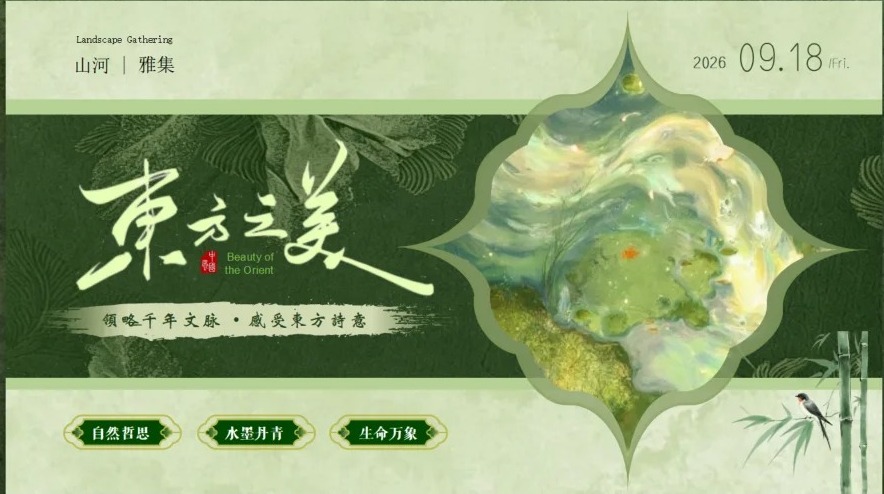 Landscape Gathering
山河 | 雅集
2026 09.18 /Fri.
東方之美
中國
Beauty of
the Orient
領略千年文脉·感受東方詩意
自然哲思
水墨丹青
生命万象